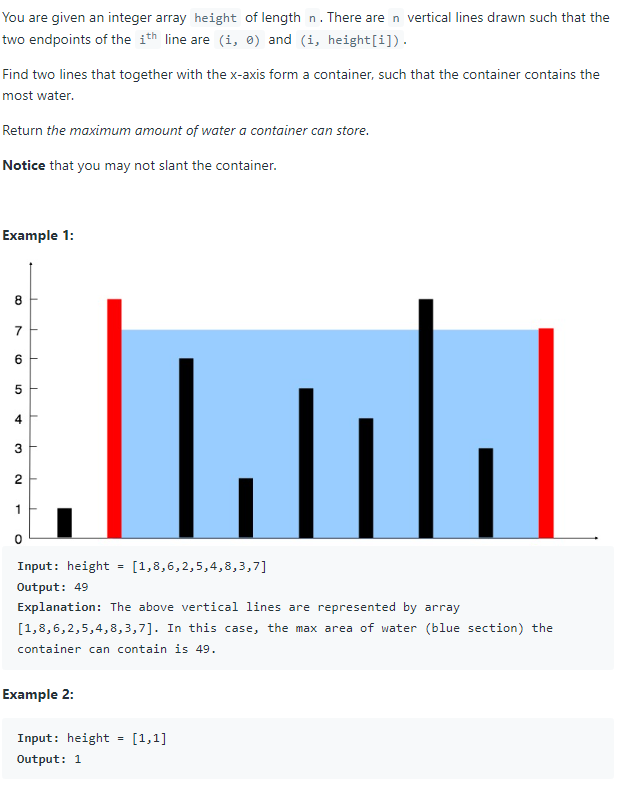 You are given an integer array height of length n. There are n vertical lines drawn such that the
two endpoints of the ith line are (i, 0) and (i, height[i]).
Find two lines that together with the x-axis form a container, such that the container contains the
most water.
Return the maximum amount of water a container can store.
Notice that you may not slant the container.
Example 1:
8
7
6
5
4
3
2
1
0
Input: height = [1,8,6,2,5,4,8,3,7]
Output: 49
Explanation: The above vertical lines are represented by array
[1,8,6,2,5,4,8,3,7]. In this case, the max area of water (blue section) the
container can contain is 49.
Example 2:
Input: height = [1,1]
Output: 1